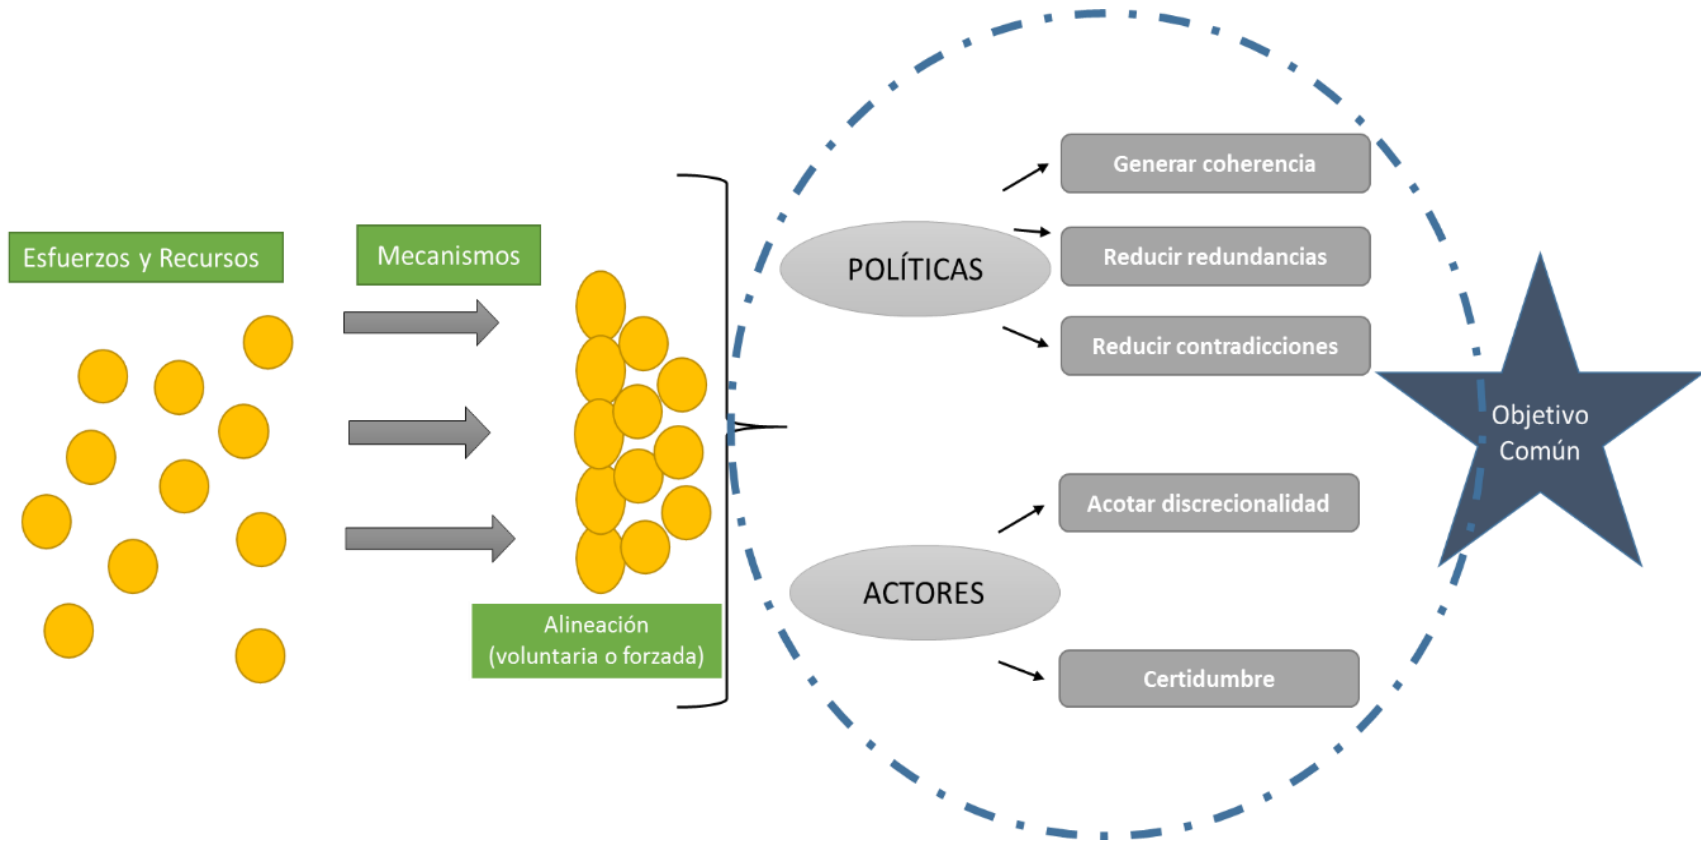 Esfuerzos y Recursos
Mecanismos
Alineación
(voluntaria o forzada)
POLÍTICAS
Generar coherencia
Reducir redundancias
Reducir contradicciones
ACTORES
Acotar discrecionalidad
Certidumbre
Objetivo
Común